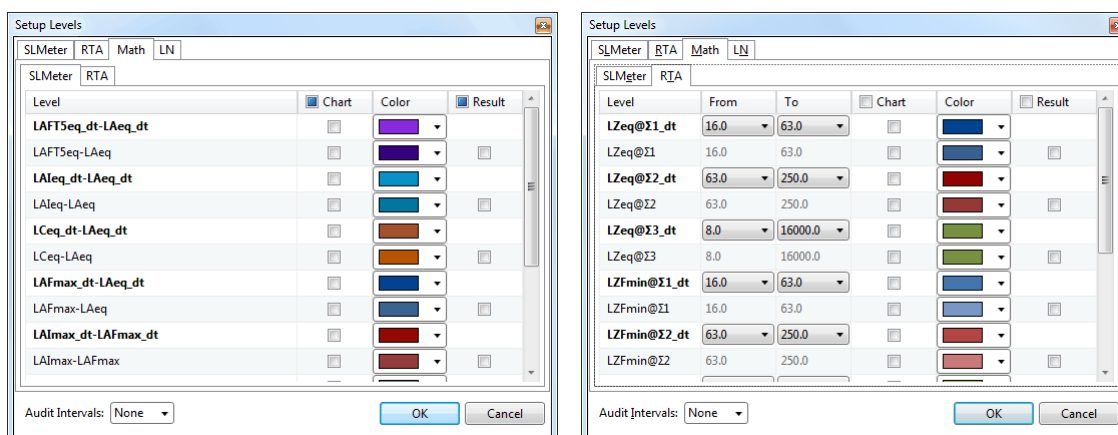 Setup Levels
SLMeter RTA Math LN
SLMeter RTA
Level Chart Color Result
LAFT5eq_dt-LAeq_dt
LAFT5eq-LAeq
LAIeq_dt-LAeq_dt
LAIeq-LAeq
LCeq_dt-LAeq_dt
LCeq-LAeq
LAFmax_dt-LAeq_dt
LAFmax-LAeq
LAImax_dt-LAFmax_dt
LAImax-LAFmax
Audit Intervals: None OK Cancel
Setup Levels
SLMeter RTA Math LN
SLMeter RTA
Level From To Chart Color Result
LZeq@Σ1_dt 16.0 63.0
LZeq@Σ1 16.0 63.0
LZeq@Σ2_dt 63.0 250.0
LZeq@Σ2 63.0 250.0
LZeq@Σ3_dt 8.0 16000.0
LZeq@Σ3 8.0 16000.0
LZFmin@Σ1_dt 16.0 63.0
LZFmin@Σ1 16.0 63.0
LZFmin@Σ2_dt 63.0 250.0
LZFmin@Σ2 63.0 250.0
Audit Intervals: None OK Cancel